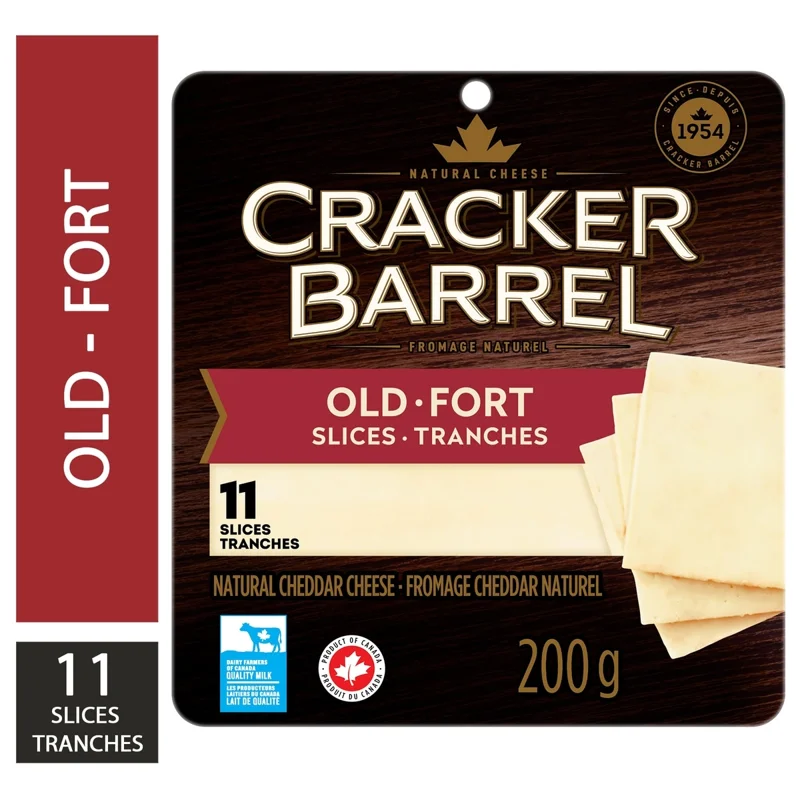 OLD - FORT
11
SLICES
TRANCHES
SINCE · DEPUIS
1954
CRACKER BARREL
NATURAL CHEESE
CRACKER
BARREL
FROMAGE NATUREL
OLD · FORT
SLICES · TRANCHES
11
SLICES
TRANCHES
NATURAL CHEDDAR CHEESE · FROMAGE CHEDDAR NATUREL
DAIRY FARMERS
OF CANADA
QUALITY MILK
LES PRODUCTEURS
LAITIERS DU CANADA
LAIT DE QUALITÉ
PRODUCT OF CANADA
PRODUIT DU CANADA
200 g